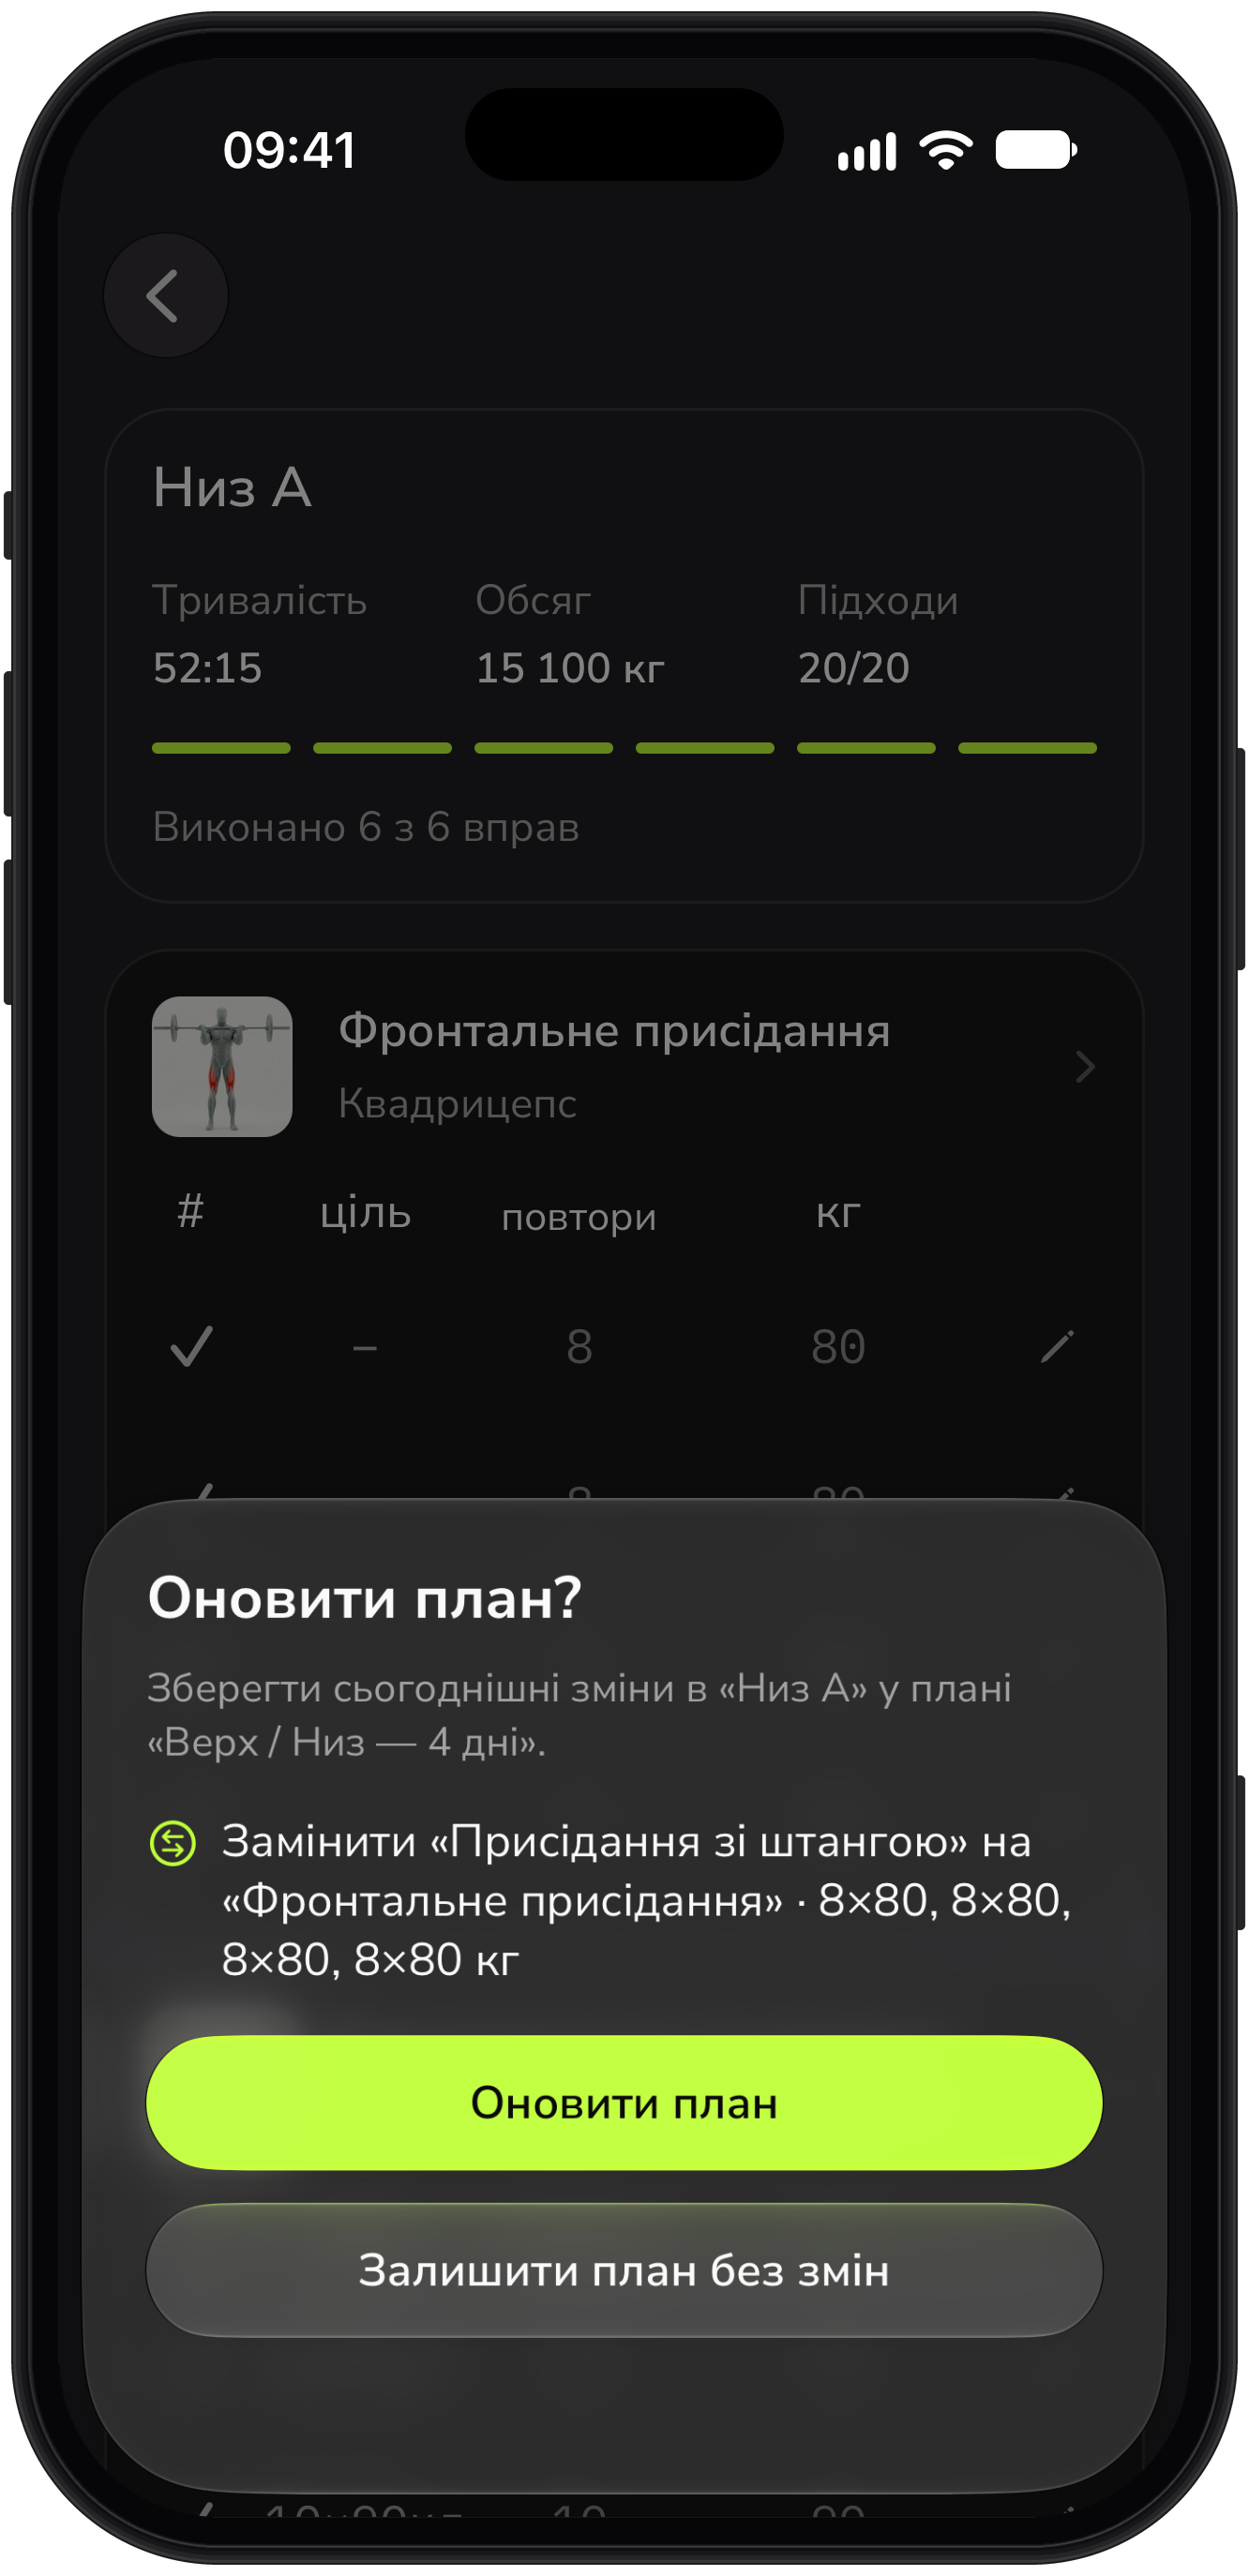 09:41
Низ А
Тривалість Обсяг Підходи
52:15 15 100 кг 20/20
Виконано 6 з 6 вправ
Фронтальне присідання
Квадрицепс
# ціль повтори кг
– 8 80
8 80
Оновити план?
Зберегти сьогоднішні зміни в «Низ А» у плані
«Верх / Низ — 4 дні».
Замінити «Присідання зі штангою» на
«Фронтальне присідання» · 8×80, 8×80,
8×80, 8×80 кг
Оновити план
Залишити план без змін